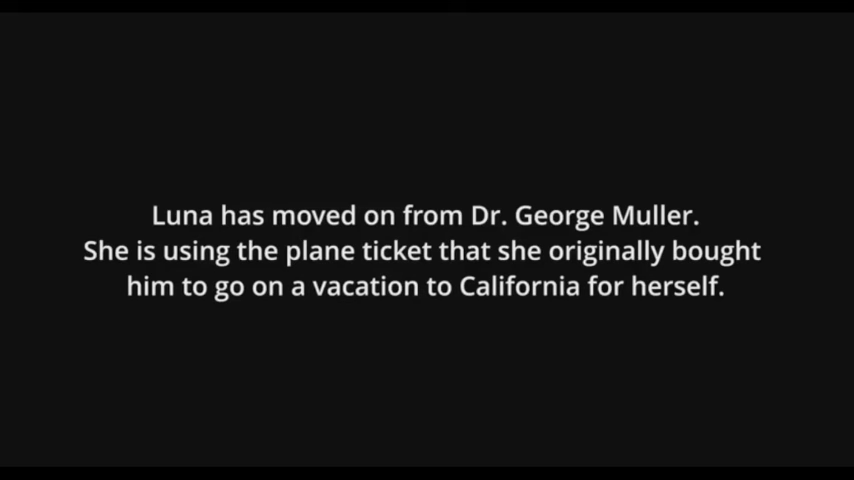 Luna has moved on from Dr. George Muller.
She is using the plane ticket that she originally bought
him to go on a vacation to California for herself.